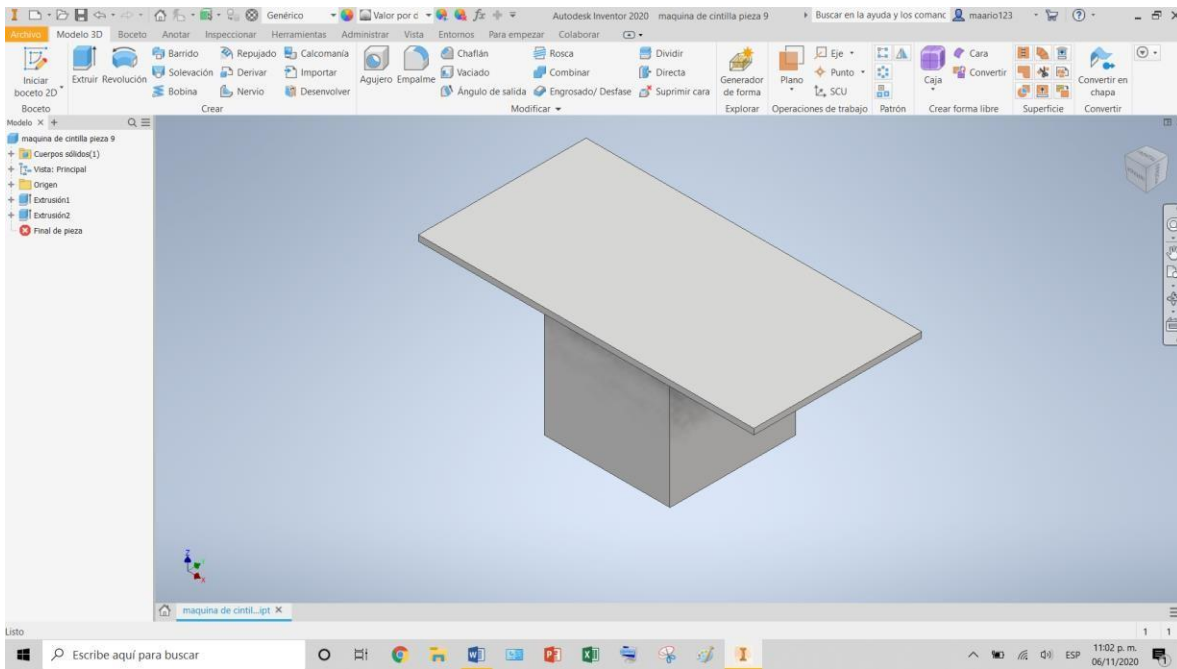 Genérico Valor por d Autodesk Inventor 2020 maquina de cintilla pieza 9 Buscar en la ayuda y los comanc maario123
Archivo Modelo 3D Boceto Anotar Inspeccionar Herramientas Administrar Vista Entornos Para empezar Colaborar
Barrido Repujado Calcomanía Chaflán Rosca Dividir Eje Punto Cara
Iniciar boceto 2D Extruir Revolución Solevación Derivar Importar Agujero Empalme Vaciado Combinar Directa Generador de forma Plano Caja Convertir Convertir en chapa
Bobina Nervio Desenvolver Ángulo de salida Engrosado/ Desfase Suprimir cara SCU
Boceto Crear Modificar Explorar Operaciones de trabajo Patrón Crear forma libre Superficie Convertir
Modelo
maquina de cintilla pieza 9
Cuerpos sólidos(1)
Vista: Principal
Origen
Extrusión1
Extrusión2
Final de pieza
Z
X
maquina de cintil...ipt
Listo 1 1
Escribe aquí para buscar ESP 11:02 p. m.
06/11/2020